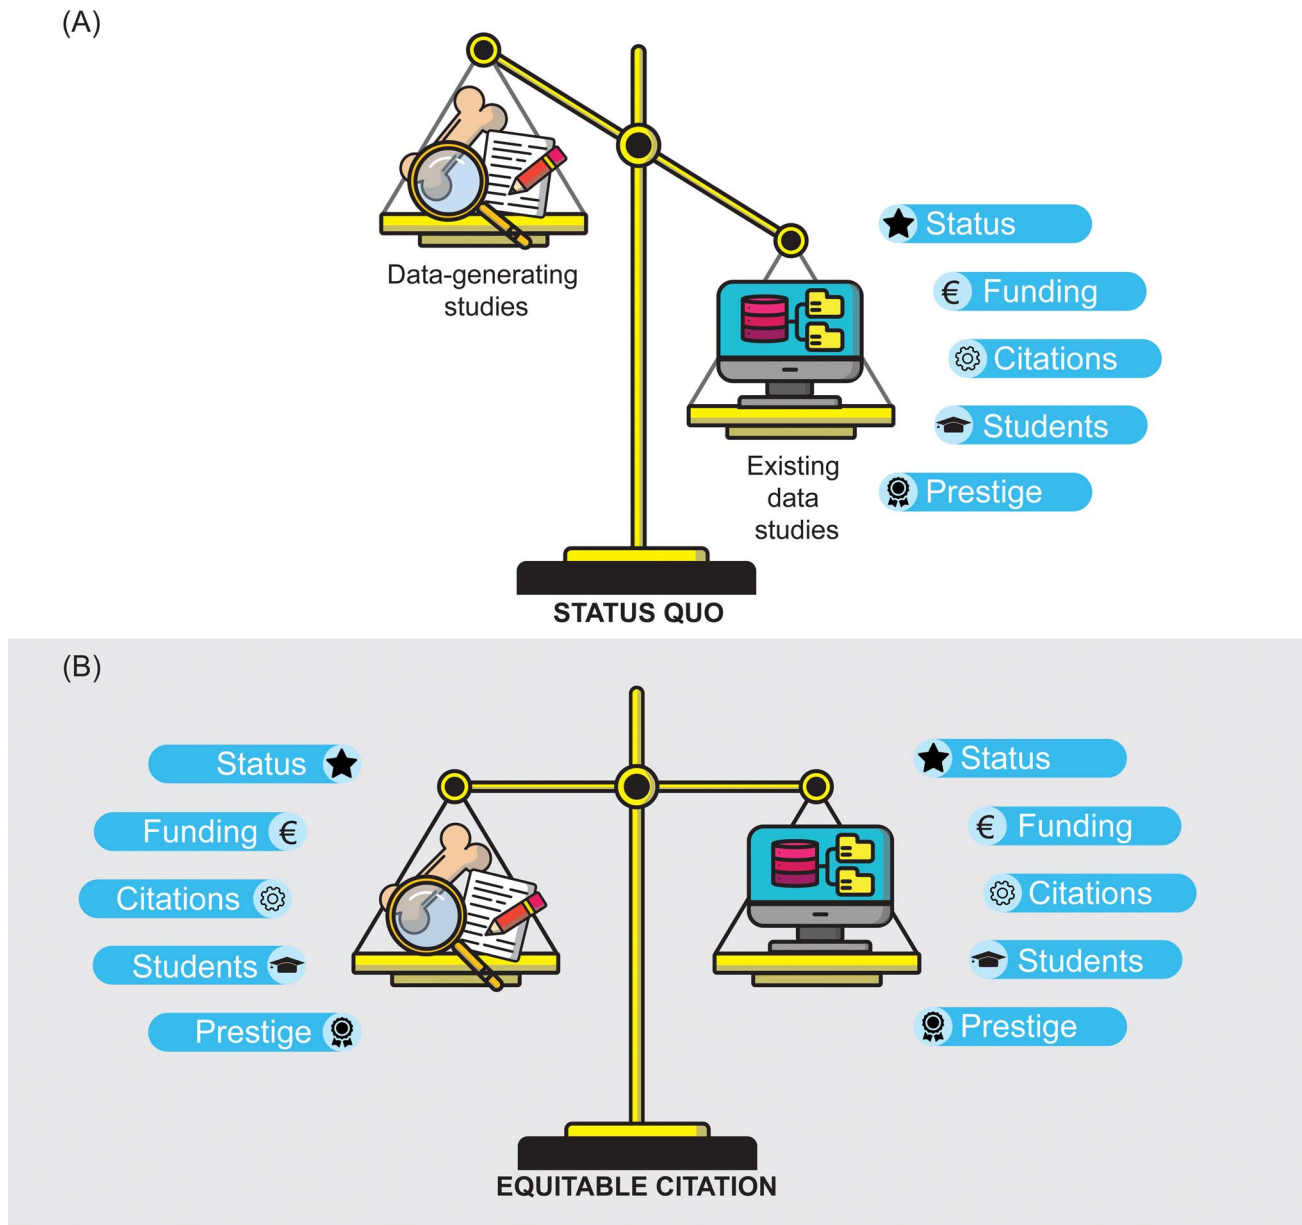 (A)
Data-generating
studies
Status
€ Funding
Citations
Students
Prestige
Existing
data
studies
STATUS QUO
(B)
Status
Funding €
Citations
Students
Prestige
Status
€ Funding
Citations
Students
Prestige
EQUITABLE CITATION